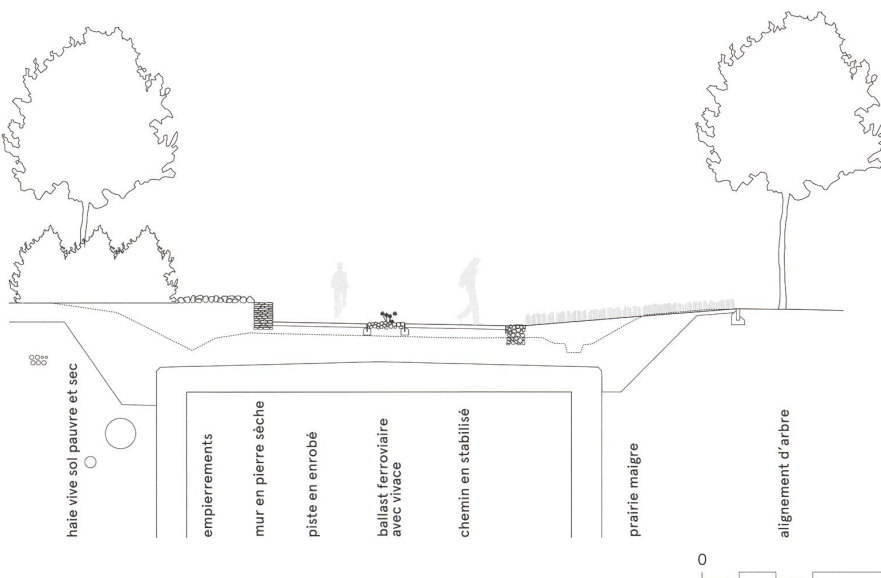 haie vive sol pauvre et sec
empierrements
mur en pierre sèche
piste en enrobé
ballast ferroviaire
avec vivace
chemin en stabilisé
prairie maigre
alignement d'arbre
0